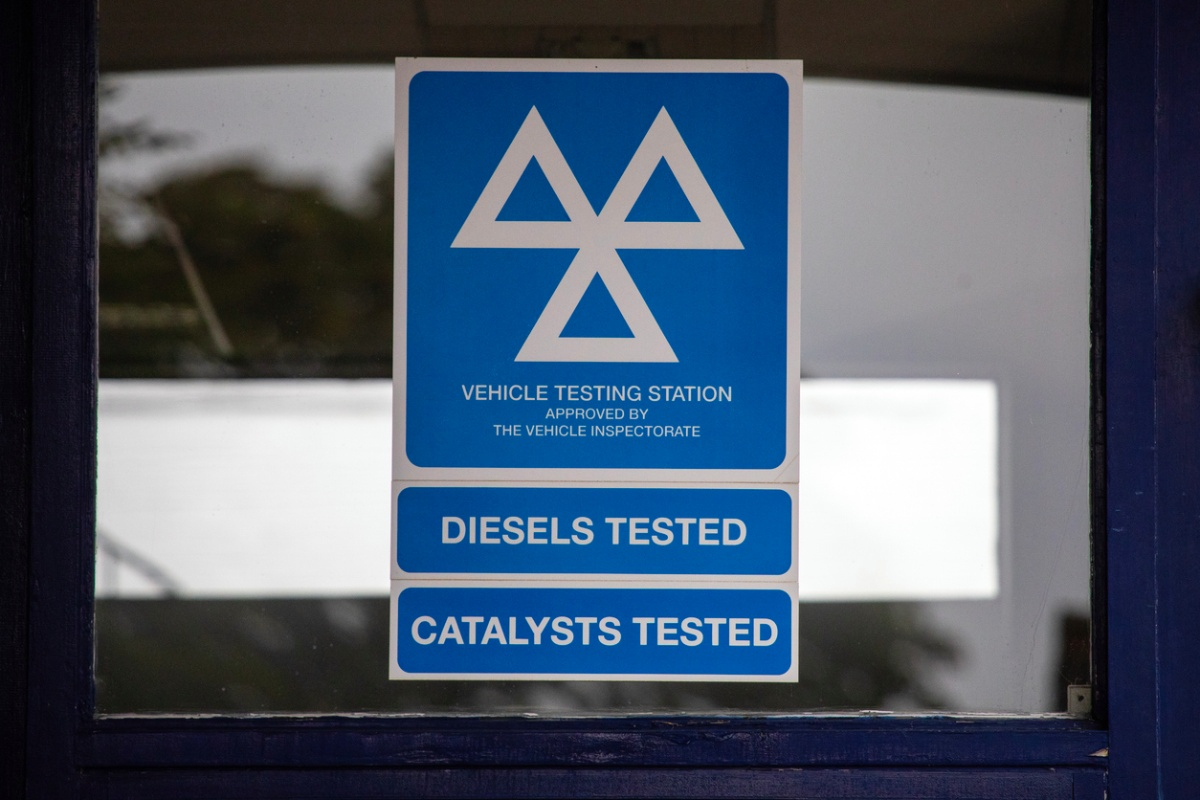 VEHICLE TESTING STATION
APPROVED BY
THE VEHICLE INSPECTORATE
DIESELS TESTED
CATALYSTS TESTED